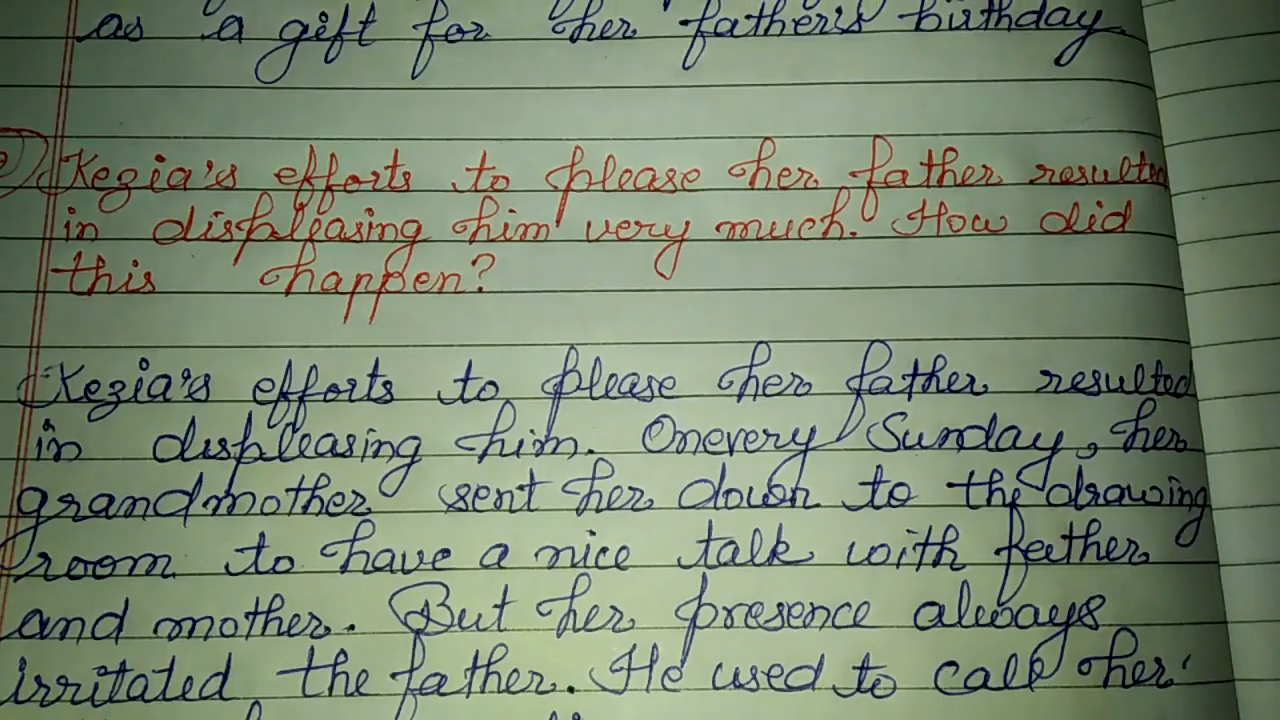 as a gift for her father's birthday
Kezia's efforts to please her father resulted
in displeasing him very much. How did
this happen?
Kezia's efforts to please her father resulted
in displeasing him. Onevery Sunday, her
grandmother sent her down to the drawing
room to have a nice talk with father
and mother. But her presence always
irritated the father. He used to call her